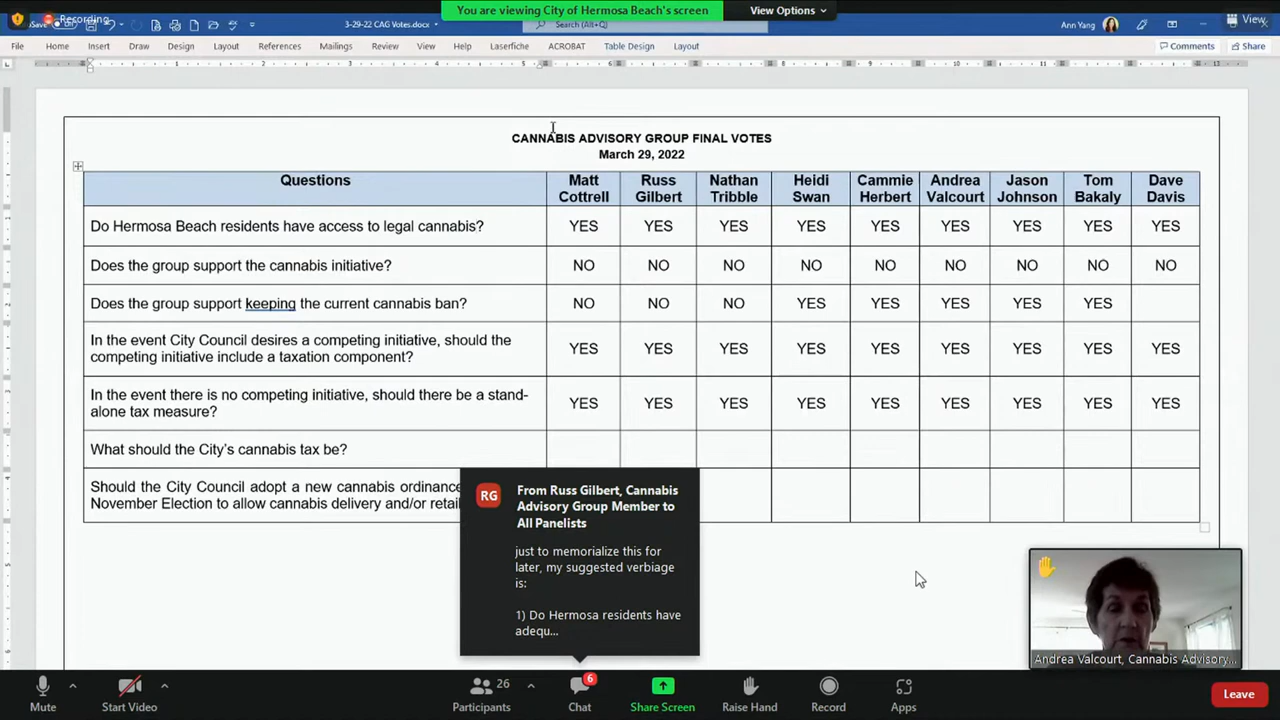 You are viewing City of Hermosa Beach's screen
View Options
Recording
3-29-22 CAG Votes.docx
Search (Alt+Q)
Ann Yang
View
File Home Insert Draw Design Layout References Mailings Review View Help Laserfiche ACROBAT Table Design Layout
Comments Share
CANNABIS ADVISORY GROUP FINAL VOTES
March 29, 2022
Questions Matt Cottrell Russ Gilbert Nathan Tribble Heidi Swan Cammie Herbert Andrea Valcourt Jason Johnson Tom Bakaly Dave Davis
Do Hermosa Beach residents have access to legal cannabis? YES YES YES YES YES YES YES YES YES
Does the group support the cannabis initiative? NO NO NO NO NO NO NO NO NO
Does the group support keeping the current cannabis ban? NO NO NO YES YES YES YES YES
In the event City Council desires a competing initiative, should the
competing initiative include a taxation component? YES YES YES YES YES YES YES YES YES
In the event there is no competing initiative, should there be a stand-
alone tax measure? YES YES YES YES YES YES YES YES YES
What should the City's cannabis tax be?
Should the City Council adopt a new cannabis ordinance
November Election to allow cannabis delivery and/or retail
RG
From Russ Gilbert, Cannabis
Advisory Group Member to
All Panelists
just to memorialize this for
later, my suggested verbiage
is:
1) Do Hermosa residents have
adequ...
Andrea Valcourt, Cannabis Advisory...
Mute
Start Video
26
Participants
6
Chat
Share Screen
Raise Hand
Record
Apps
Leave